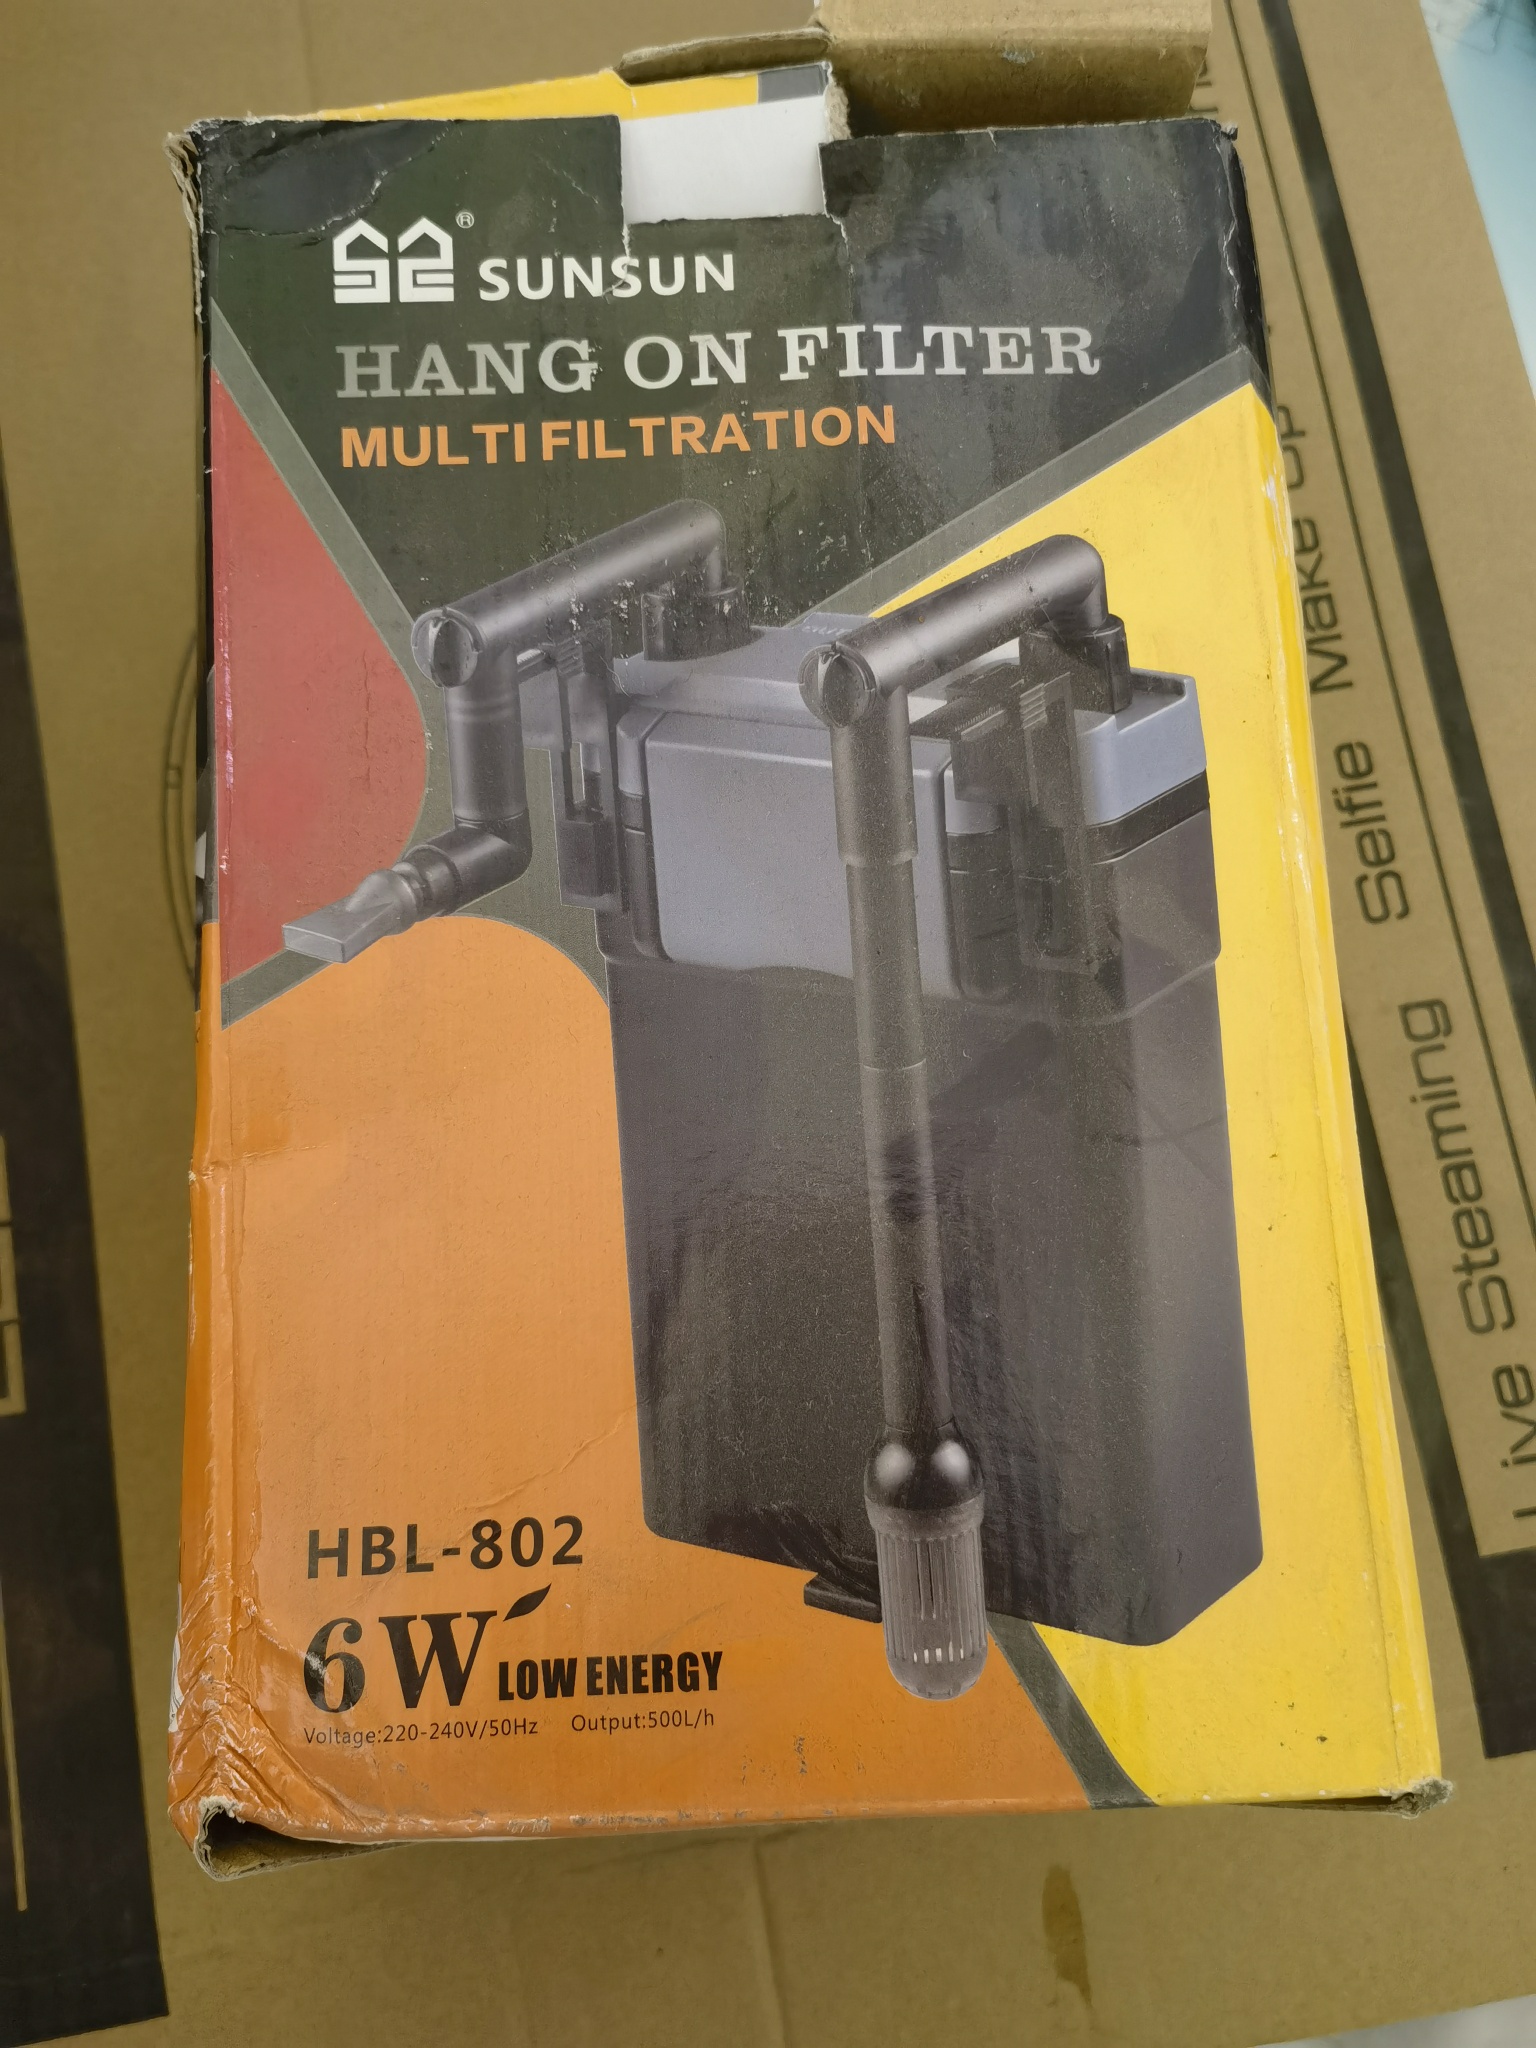 ® SUNSUN
HANG ON FILTER
MULTI FILTRATION
HBL-802
6W LOW ENERGY
Voltage:220-240V/50Hz Output:500L/h
Live Steaming Selfie Make up